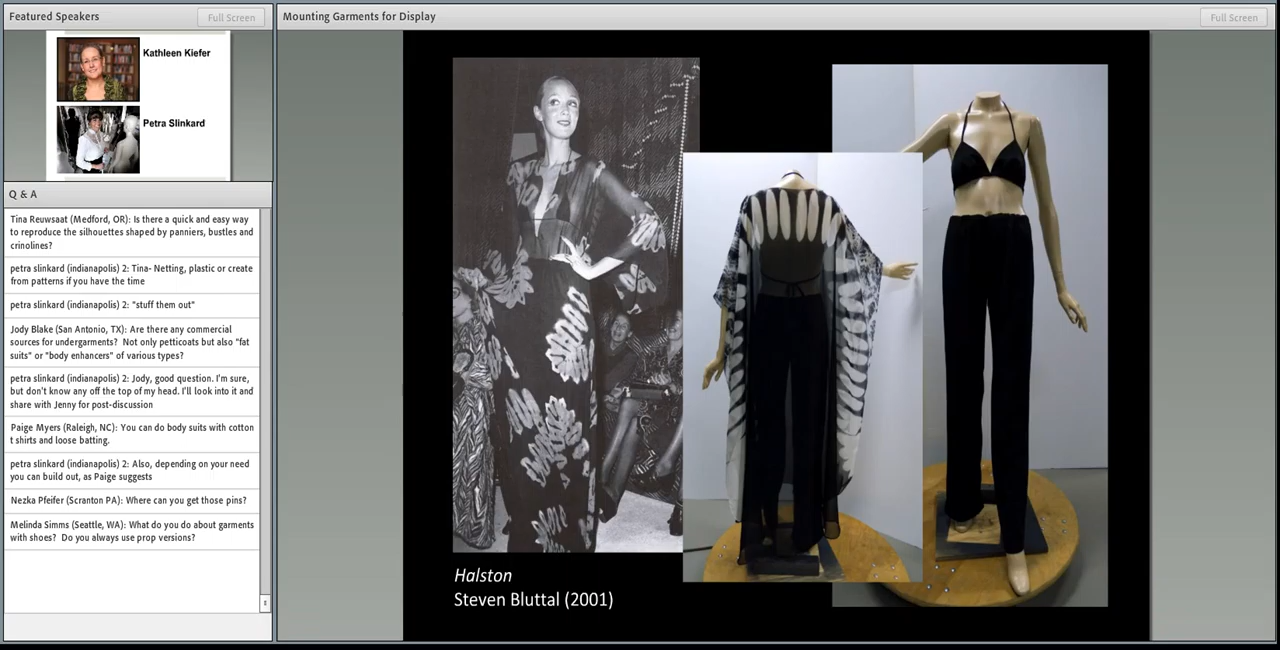 Featured Speakers
Full Screen
Kathleen Kiefer
Petra Slinkard
Q & A
Tina Reuwsaat (Medford, OR): Is there a quick and easy way
to reproduce the silhouettes shaped by panniers, bustles and
crinolines?
petra slinkard (indianapolis) 2: Tina- Netting, plastic or create
from patterns if you have the time
petra slinkard (indianapolis) 2: "stuff them out"
Jody Blake (San Antonio, TX): Are there any commercial
sources for undergarments?  Not only petticoats but also "fat
suits" or "body enhancers" of various types?
petra slinkard (indianapolis) 2: Jody, good question. I'm sure,
but don't know any off the top of my head. I'll look into it and
share with Jenny for post-discussion
Paige Myers (Raleigh, NC): You can do body suits with cotton
t shirts and loose batting.
petra slinkard (indianapolis) 2: Also, depending on your need
you can build out, as Paige suggests
Nezka Pfeifer (Scranton PA): Where can you get those pins?
Melinda Simms (Seattle, WA): What do you do about garments
with shoes?  Do you always use prop versions?
Mounting Garments for Display
Full Screen
Halston
Steven Bluttal (2001)